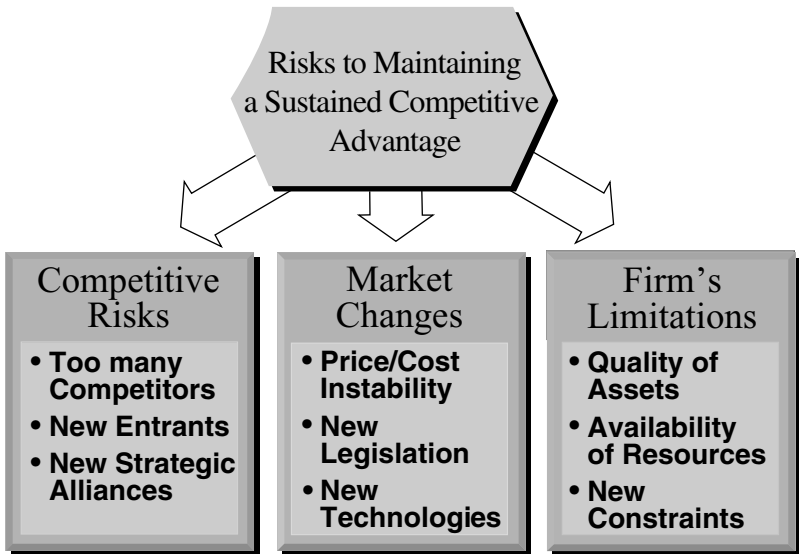 Risks to Maintaining
a Sustained Competitive
Advantage
Competitive
Risks
• Too many
Competitors
• New Entrants
• New Strategic
Alliances
Market
Changes
• Price/Cost
Instability
• New
Legislation
• New
Technologies
Firm's
Limitations
• Quality of
Assets
• Availability
of Resources
• New
Constraints